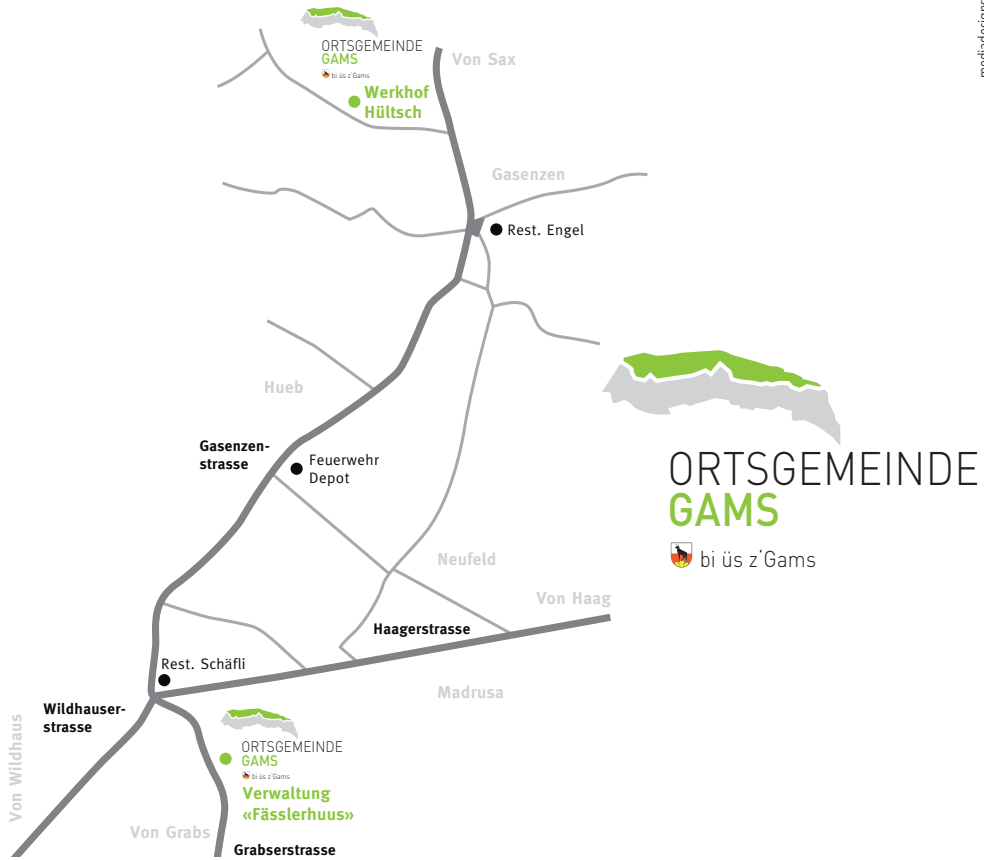 mediadesigns
ORTSGEMEINDE
GAMS
bi üs z'Gams
Von Sax
Werkhof
Hültsch
Gasenzen
Rest. Engel
Hueb
Gasenzen-
strasse
Feuerwehr
Depot
ORTSGEMEINDE
GAMS
bi üs z'Gams
Neufeld
Von Haag
Haagerstrasse
Rest. Schäfli
Madrusa
Wildhauser-
strasse
Von Wildhaus
ORTSGEMEINDE
GAMS
bi üs z'Gams
Verwaltung
«Fässlerhuus»
Von Grabs
Grabserstrasse